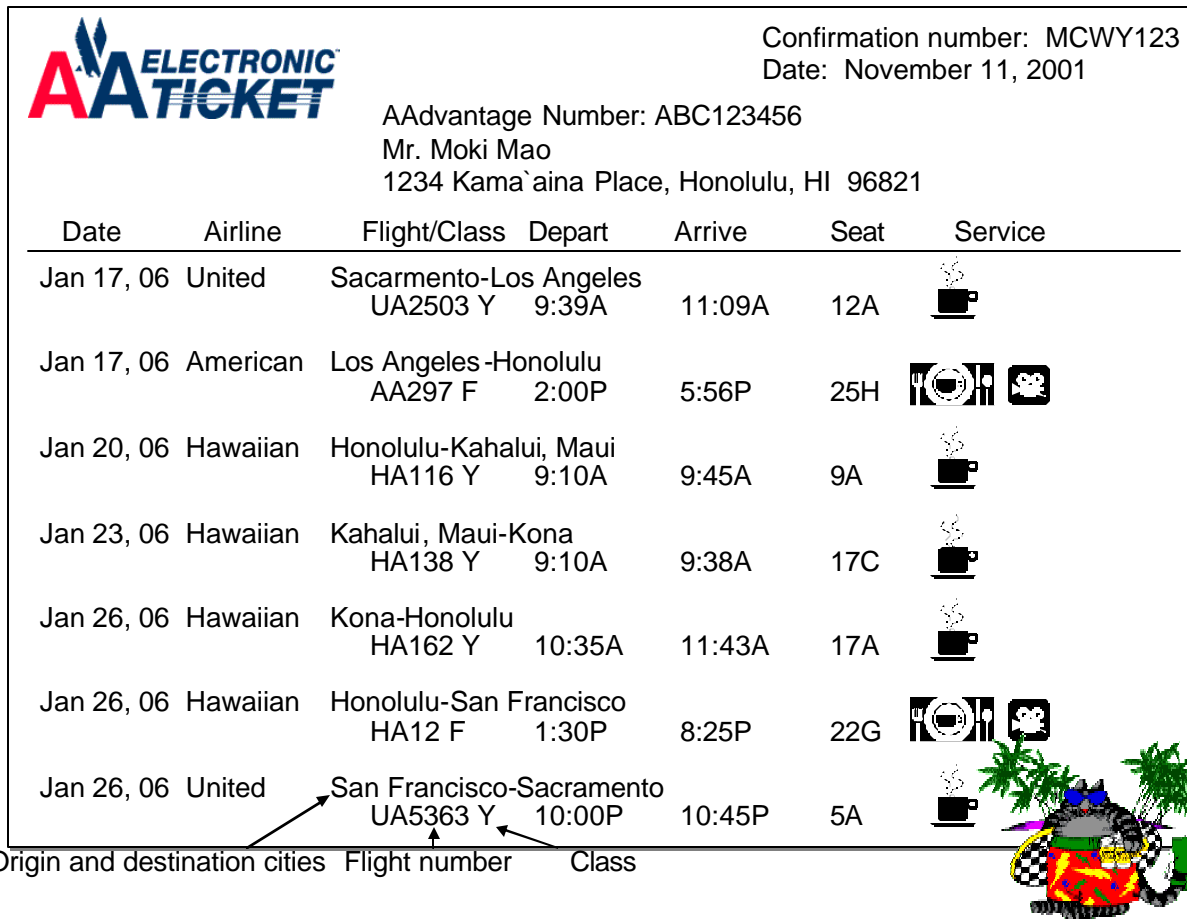 AA ELECTRONIC TICKET
Confirmation number: MCWY123
Date: November 11, 2001
AAdvantage Number: ABC123456
Mr. Moki Mao
1234 Kama`aina Place, Honolulu, HI 96821
Date Airline Flight/Class Depart Arrive Seat Service
Jan 17, 06 United Sacarmento-Los Angeles
UA2503 Y 9:39A 11:09A 12A
Jan 17, 06 American Los Angeles-Honolulu
AA297 F 2:00P 5:56P 25H
Jan 20, 06 Hawaiian Honolulu-Kahalui, Maui
HA116 Y 9:10A 9:45A 9A
Jan 23, 06 Hawaiian Kahalui, Maui-Kona
HA138 Y 9:10A 9:38A 17C
Jan 26, 06 Hawaiian Kona-Honolulu
HA162 Y 10:35A 11:43A 17A
Jan 26, 06 Hawaiian Honolulu-San Francisco
HA12 F 1:30P 8:25P 22G
Jan 26, 06 United San Francisco-Sacramento
UA5363 Y 10:00P 10:45P 5A
Origin and destination cities Flight number Class